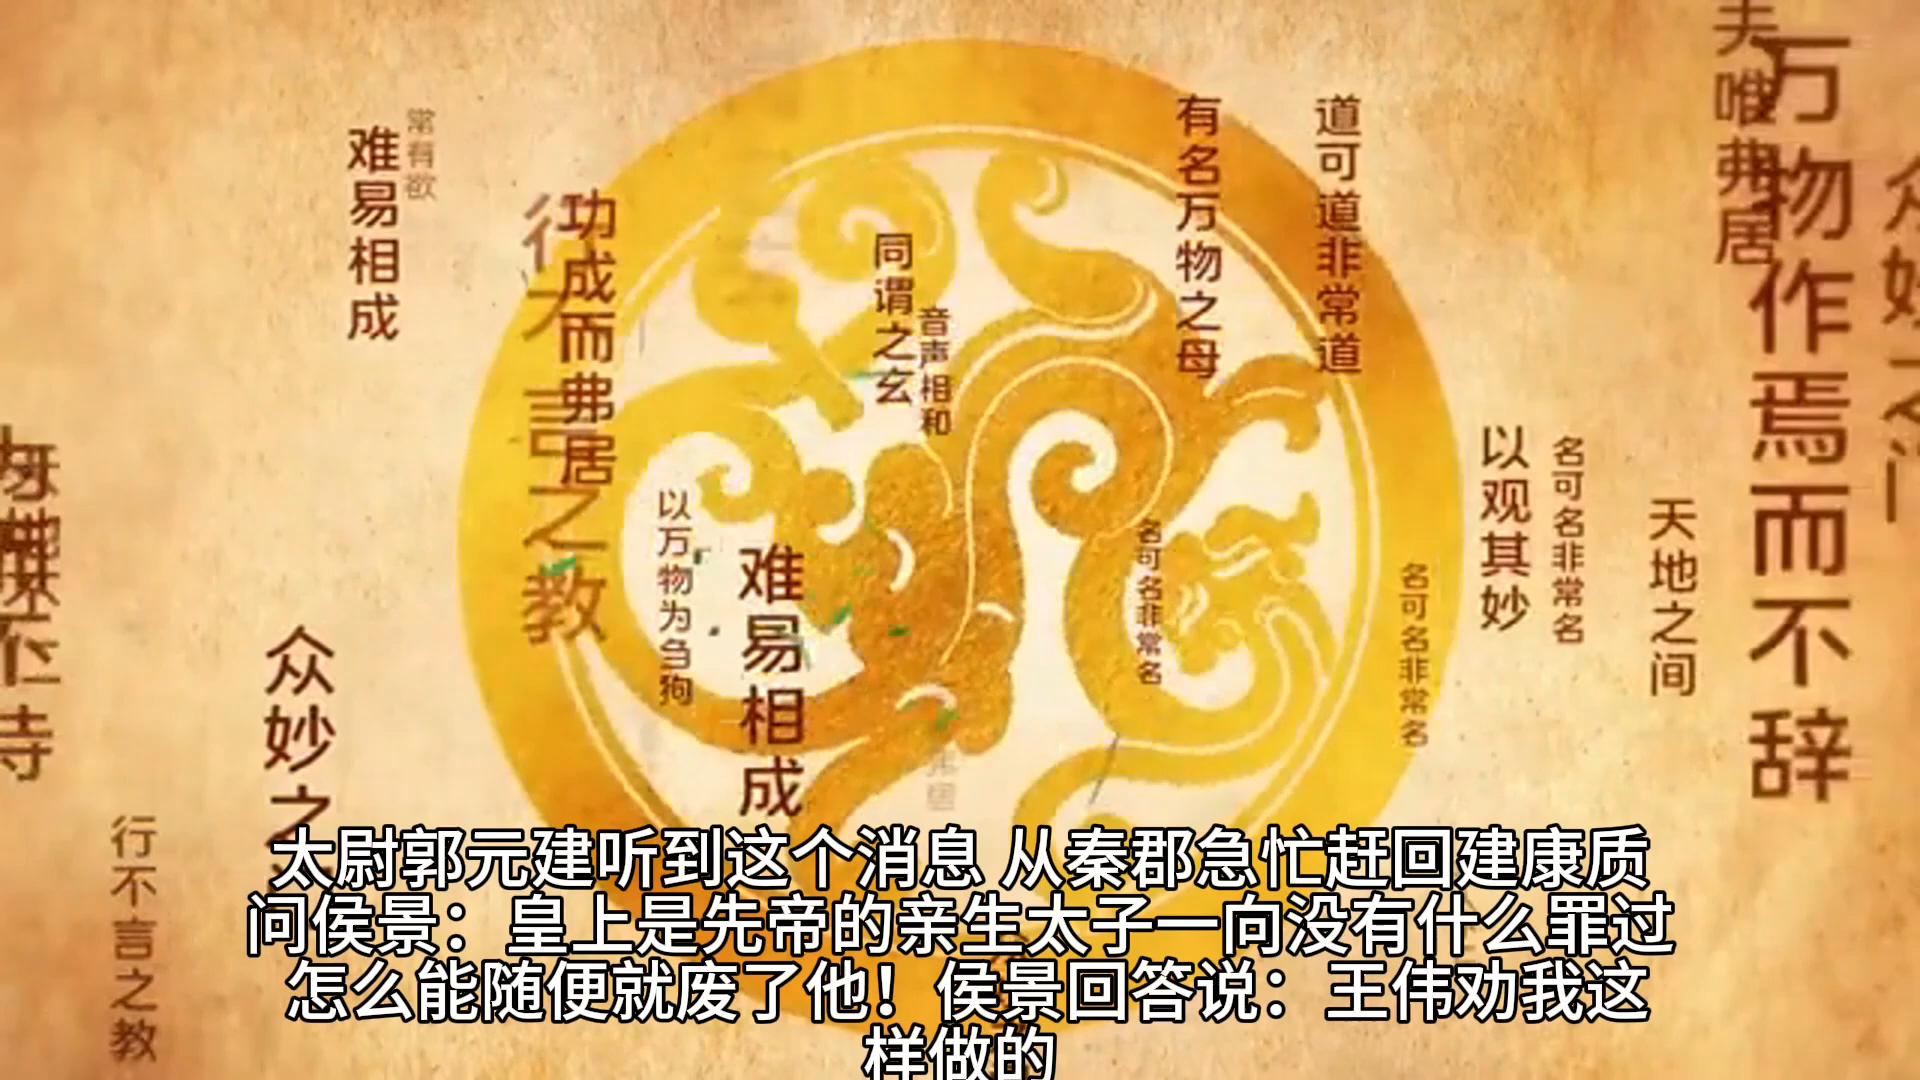 夫唯弗居
万物作焉而不辞
众妙之门
道可道非常道
有名万物之母
常有欲
难易相成
功成而弗居
行不言之教
同谓之玄
音声相和
以观其妙
名可名非常名
天地之间
名可名非常名
名可名非常名
以万物为刍狗
难易相成
众妙之
行不言之教
太尉郭元建听到这个消息 从秦郡急忙赶回建康质
问侯景：皇上是先帝的亲生太子一向没有什么罪过
怎么能随便就废了他！侯景回答说：王伟劝我这
样做的